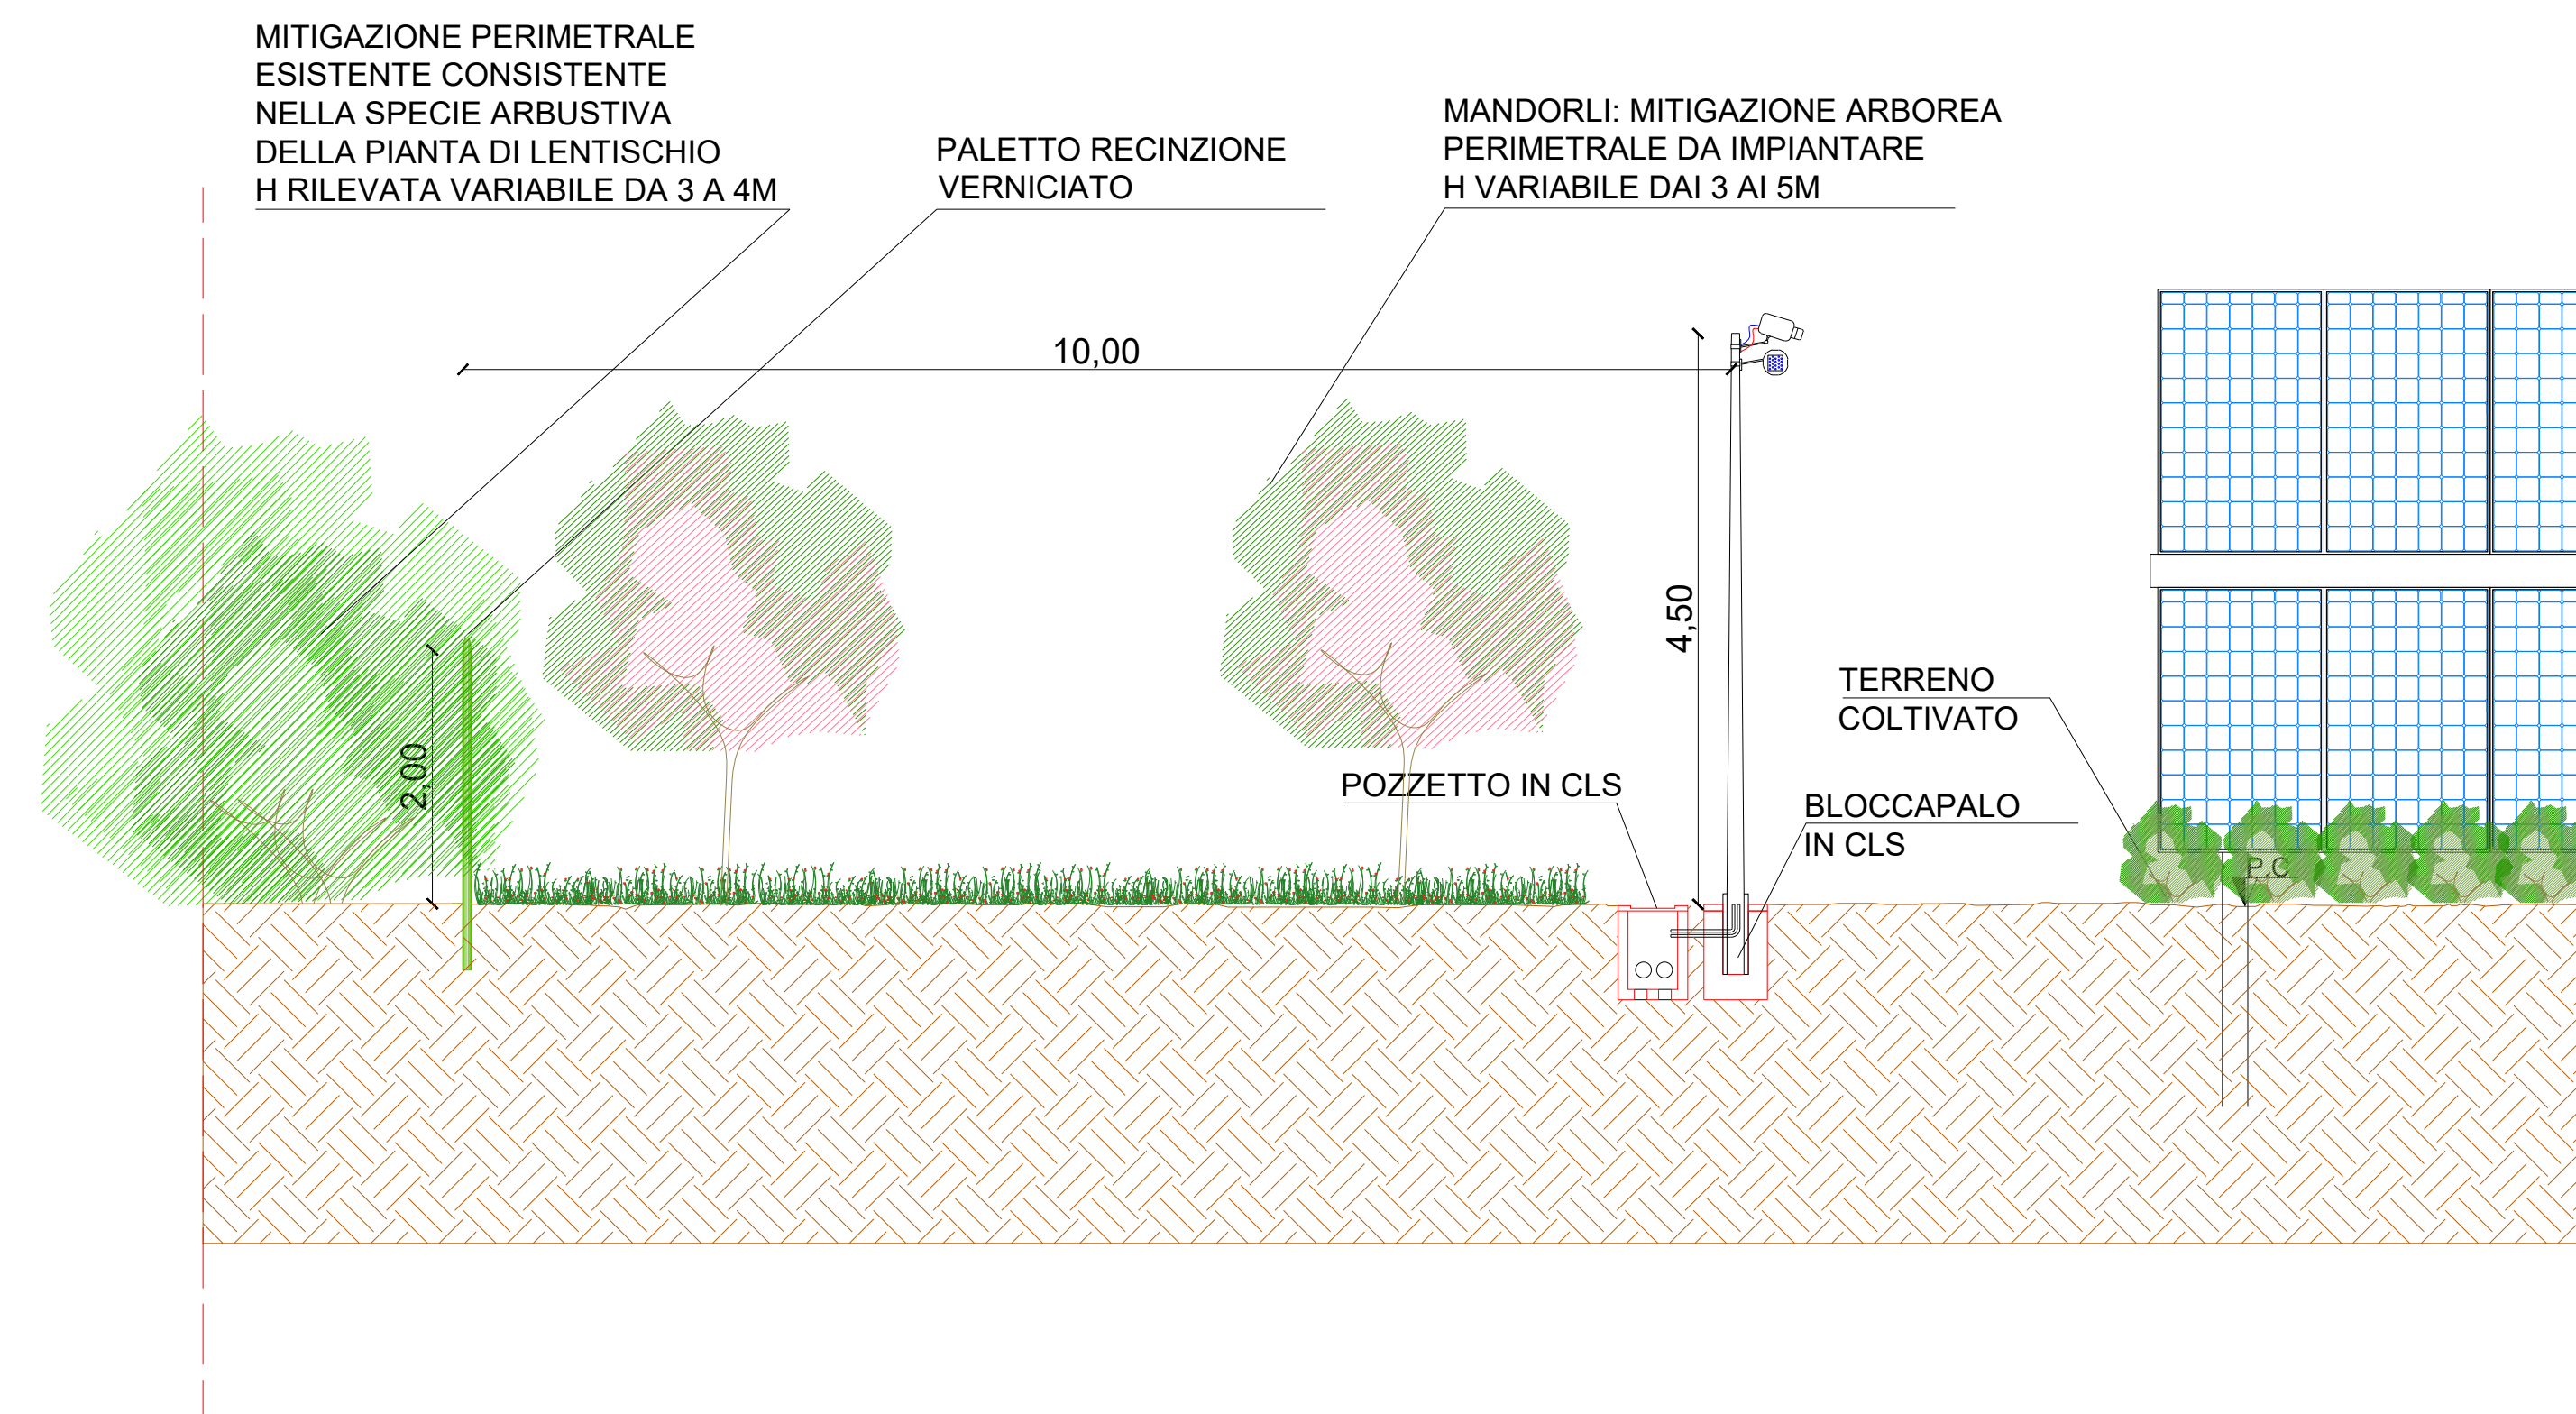 MITIGAZIONE PERIMETRALE
ESISTENTE CONSISTENTE
NELLA SPECIE ARBUSTIVA
DELLA PIANTA DI LENTISCHIO
H RILEVATA VARIABILE DA 3 A 4M
PALETTO RECINZIONE
VERNICIATO
MANDORLI: MITIGAZIONE ARBOREA
PERIMETRALE DA IMPIANTARE
H VARIABILE DAI 3 AI 5M
10,00
4,50
2,00
TERRENO
COLTIVATO
POZZETTO IN CLS
BLOCCAPALO
IN CLS
P.C